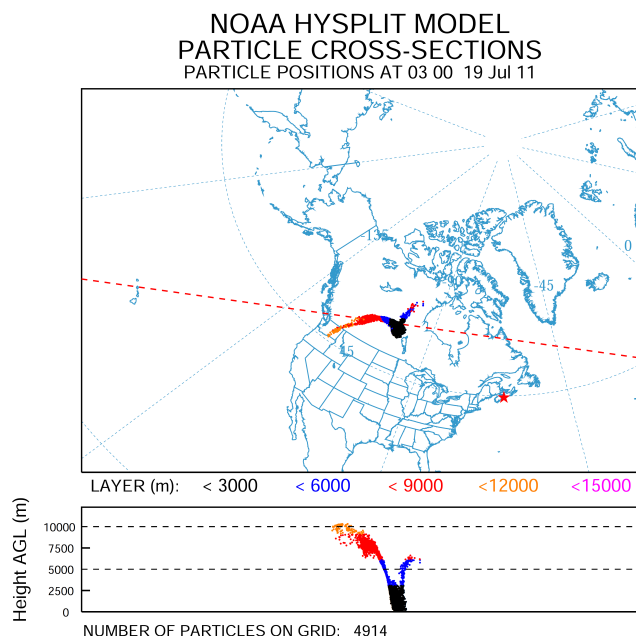 NOAA HYSPLIT MODEL
PARTICLE CROSS-SECTIONS
PARTICLE POSITIONS AT 03 00 19 Jul 11
0
-45
LAYER (m): < 3000 < 6000 < 9000 <12000 <15000
Height AGL (m)
10000
7500
5000
2500
0
NUMBER OF PARTICLES ON GRID: 4914